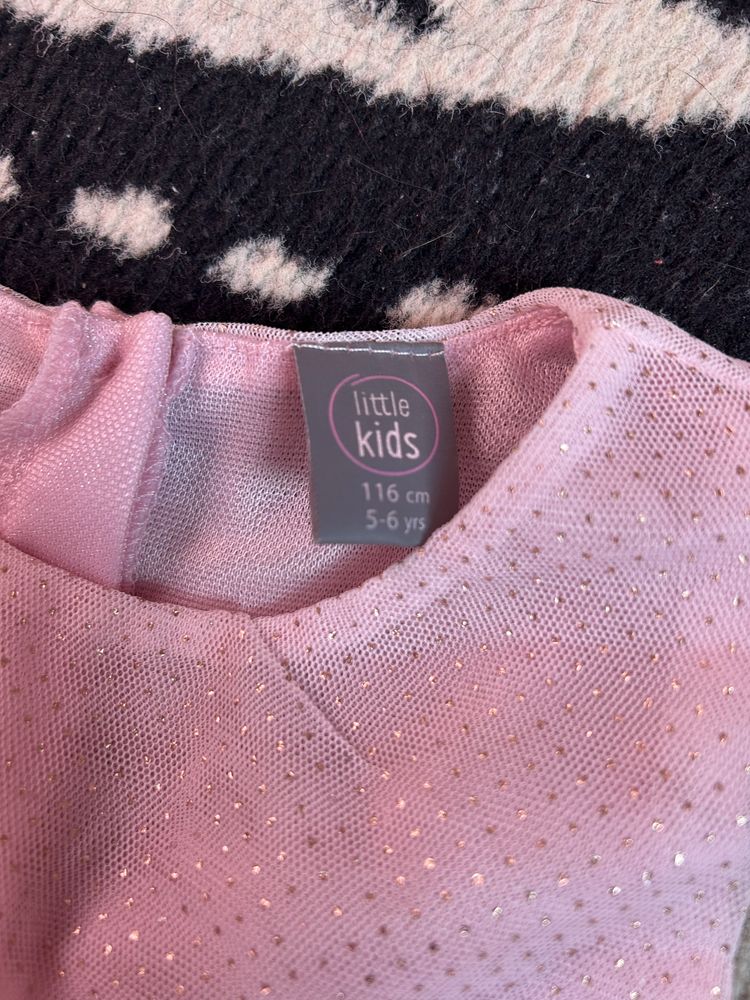 little
kids
116 cm
5-6 yrs